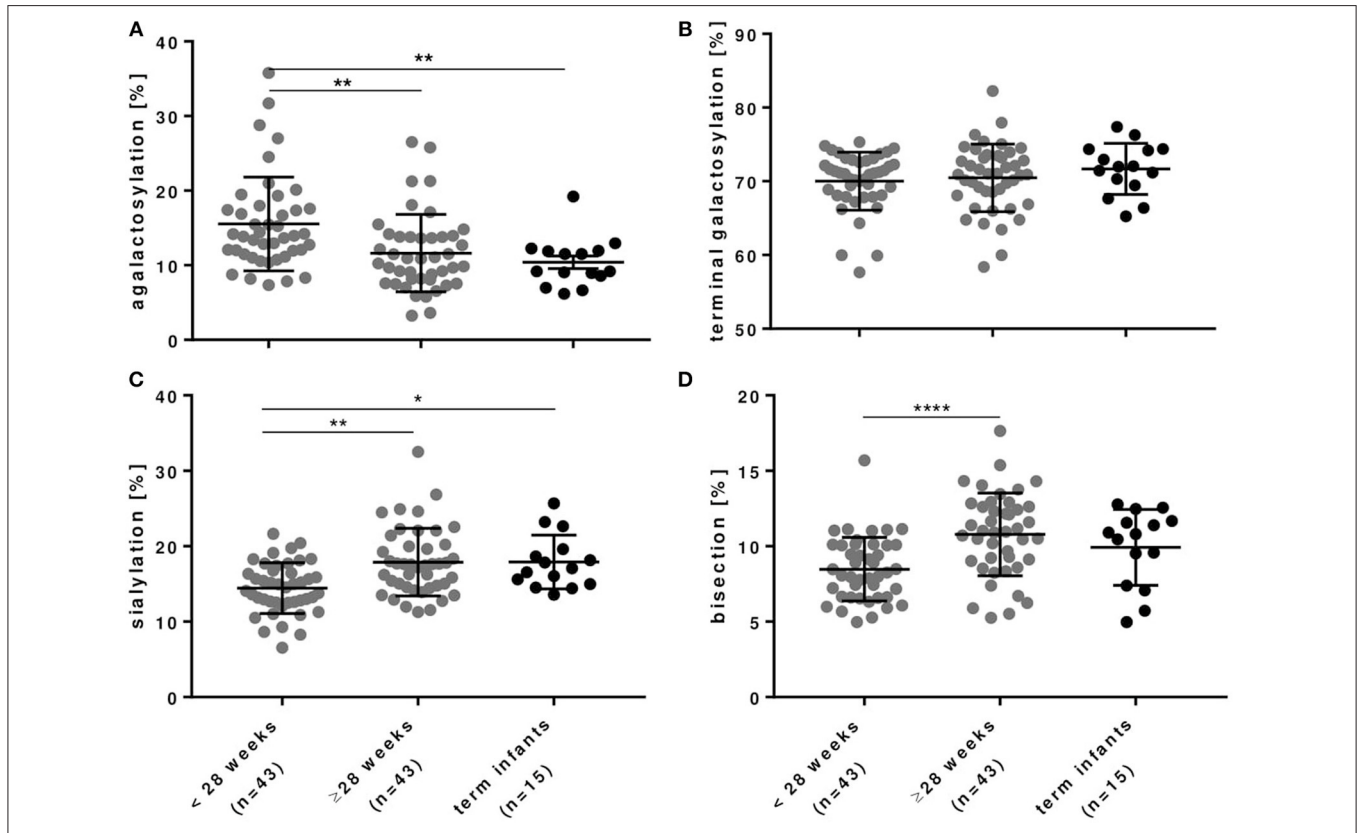 A
agalactosylation [%]
40
30
20
10
0
**
**
B
terminal galactosylation [%]
90
80
70
60
50
C
sialylation [%]
40
30
20
10
0
*
**
< 28 weeks
(n=43)
≥28 weeks
(n=43)
term infants
(n=15)
D
bisection [%]
20
15
10
5
0
****
< 28 weeks
(n=43)
≥28 weeks
(n=43)
term infants
(n=15)